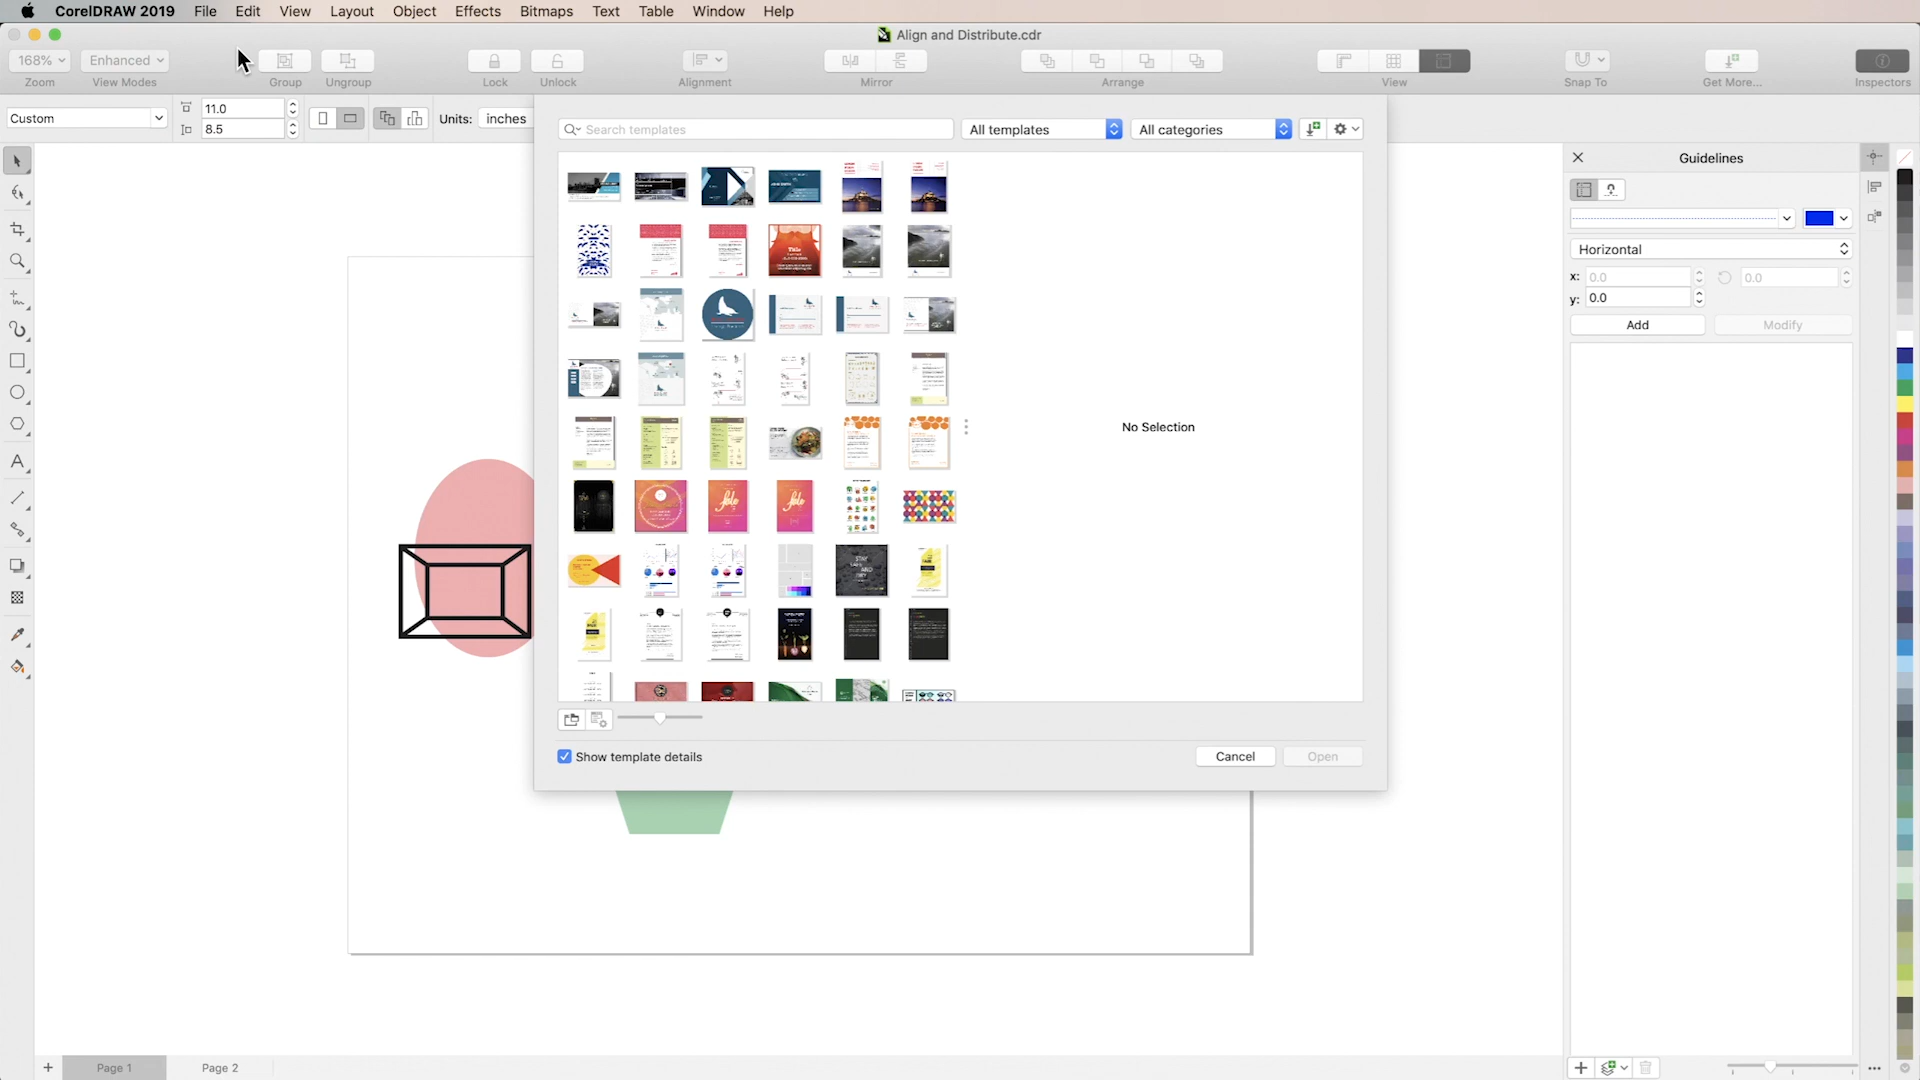 CorelDRAW 2019 File Edit View Layout Object Effects Bitmaps Text Table Window Help
Align and Distribute.cdr
168% Enhanced
Zoom View Modes Group Ungroup Lock Unlock Alignment Mirror Arrange View Snap To Get More... Inspectors
Custom 11.0 8.5 Units: inches
Search templates All templates All categories
Guidelines
Horizontal
x: 0.0 0.0
y: 0.0
Add Modify
No Selection
Show template details Cancel Open
Page 1 Page 2